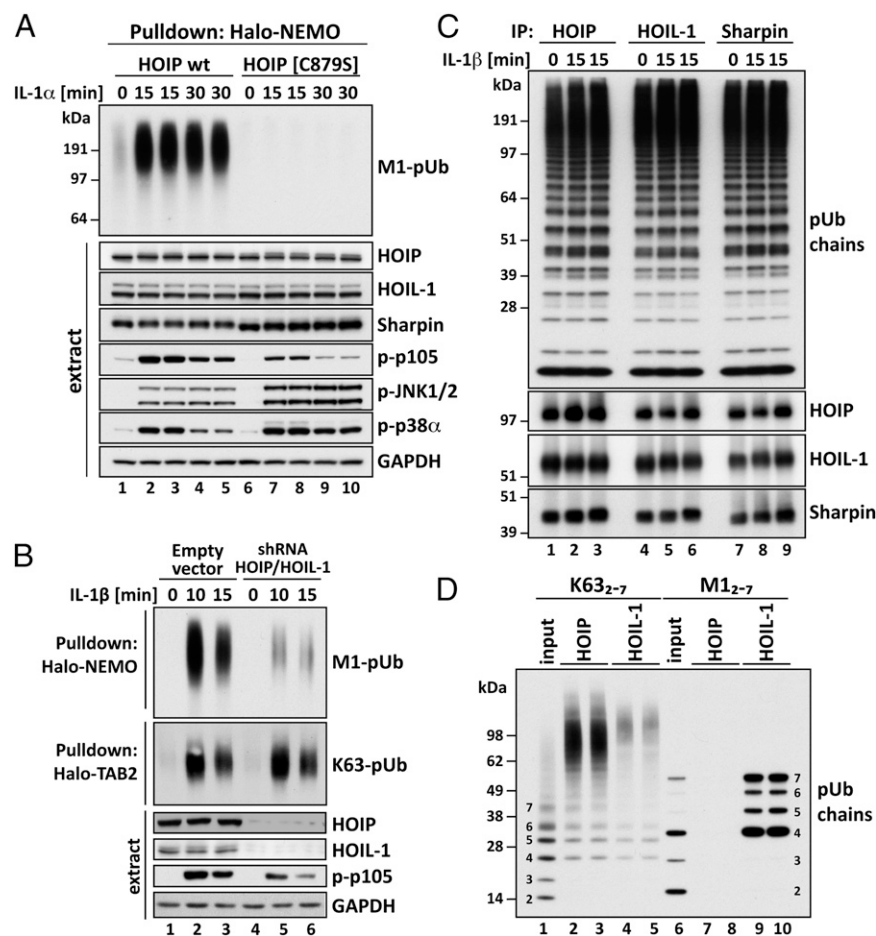 A
Pulldown: Halo-NEMO
HOIP wt HOIP [C879S]
IL-1α [min] 0 15 15 30 30 0 15 15 30 30
kDa
191
97
64
M1-pUb
extract
HOIP
HOIL-1
Sharpin
p-p105
p-JNK1/2
p-p38α
GAPDH
1 2 3 4 5 6 7 8 9 10
B
Empty vector
shRNA HOIP/HOIL-1
IL-1β [min] 0 10 15 0 10 15
Pulldown: Halo-NEMO
M1-pUb
Pulldown: Halo-TAB2
K63-pUb
extract
HOIP
HOIL-1
p-p105
GAPDH
1 2 3 4 5 6
C
IP: HOIP HOIL-1 Sharpin
IL-1β [min] 0 15 15 0 15 15 0 15 15
kDa
191
97
64
51
39
28
pUb chains
97
HOIP
51
HOIL-1
51
39
Sharpin
1 2 3 4 5 6 7 8 9
D
K63₂₋₇ M1₂₋₇
input HOIP HOIL-1 input HOIP HOIL-1
kDa
98
62
49
38
28
14
7
6
5
4
3
2
7
6
5
4
3
2
pUb chains
1 2 3 4 5 6 7 8 9 10